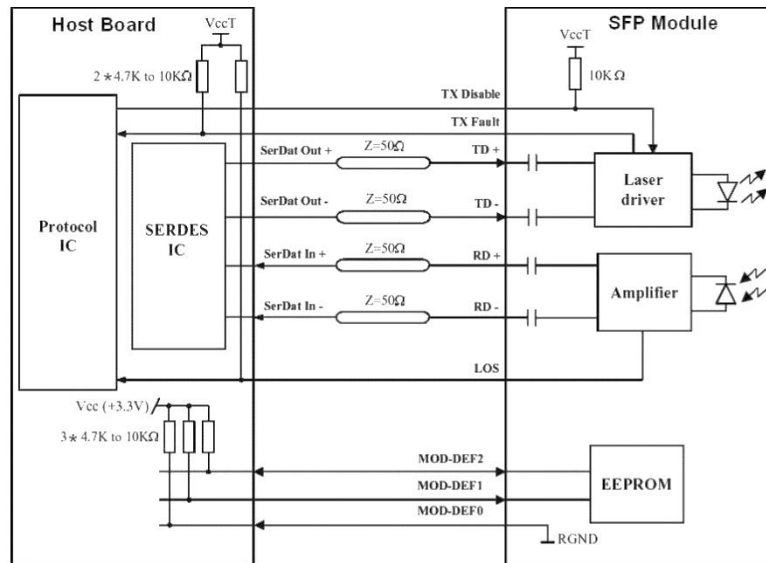 Host Board
SFP Module
VccT
VccT
2*4.7K to 10KΩ
10KΩ
TX Disable
TX Fault
SerDat Out +
Z=50Ω
TD +
SerDat Out -
Z=50Ω
TD -
Laser
driver
Protocol
IC
SERDES
IC
SerDat In +
Z=50Ω
RD +
SerDat In -
Z=50Ω
RD -
Amplifier
LOS
Vcc (+3.3V)
3*4.7K to 10KΩ
MOD-DEF2
MOD-DEF1
MOD-DEF0
EEPROM
RGND